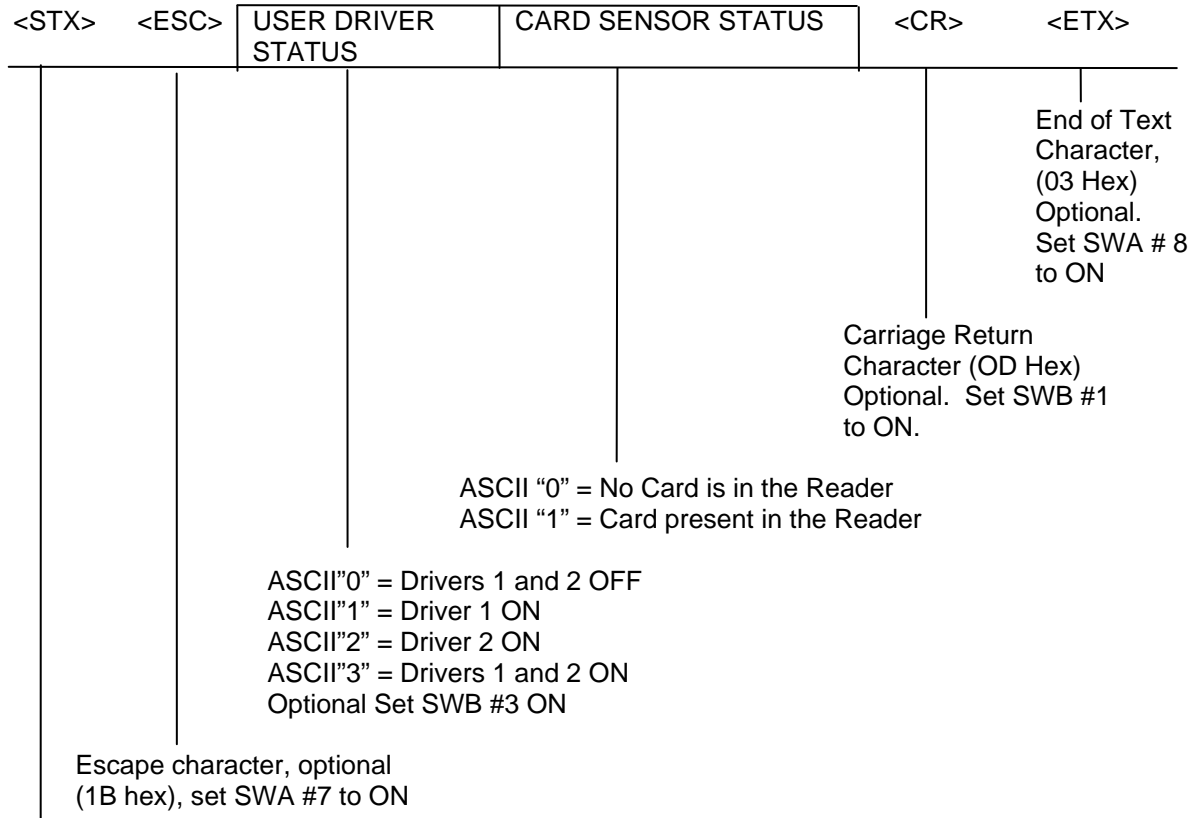 <STX> <ESC> USER DRIVER STATUS CARD SENSOR STATUS <CR> <ETX>
End of Text
Character,
(03 Hex)
Optional.
Set SWA # 8
to ON
Carriage Return
Character (OD Hex)
Optional.  Set SWB #1
to ON.
ASCII “0” = No Card is in the Reader
ASCII “1” = Card present in the Reader
ASCII”0” = Drivers 1 and 2 OFF
ASCII”1” = Driver 1 ON
ASCII”2” = Driver 2 ON
ASCII”3” = Drivers 1 and 2 ON
Optional Set SWB #3 ON
Escape character, optional
(1B hex), set SWA #7 to ON